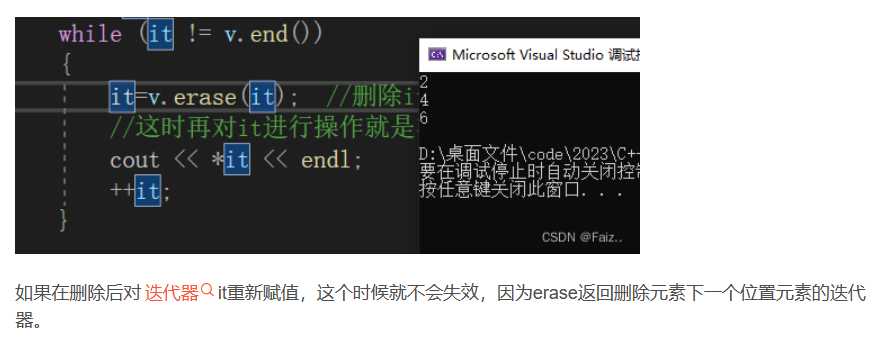 while (it != v.end())
{
it=v.erase(it); //删除i
//这时再对it进行操作就是
cout << *it << endl;
++it;
}
Microsoft Visual Studio 调试
2
4
6
D:\桌面文件\code\2023\C++
要在调试停止时自动关闭控
按任意键关闭此窗口. . .
CSDN @Faiz..
如果在删除后对 迭代器 it重新赋值，这个时候就不会失效，因为erase返回删除元素下一个位置元素的迭代
器。